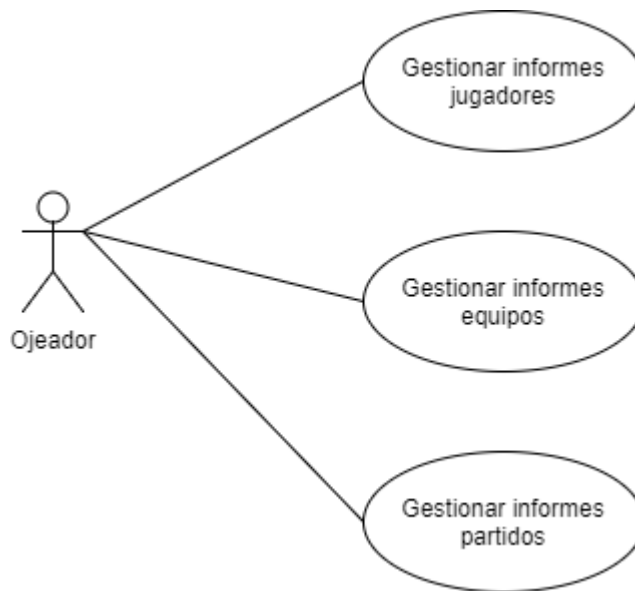 Gestionar informes
jugadores
Gestionar informes
equipos
Ojeador
Gestionar informes
partidos